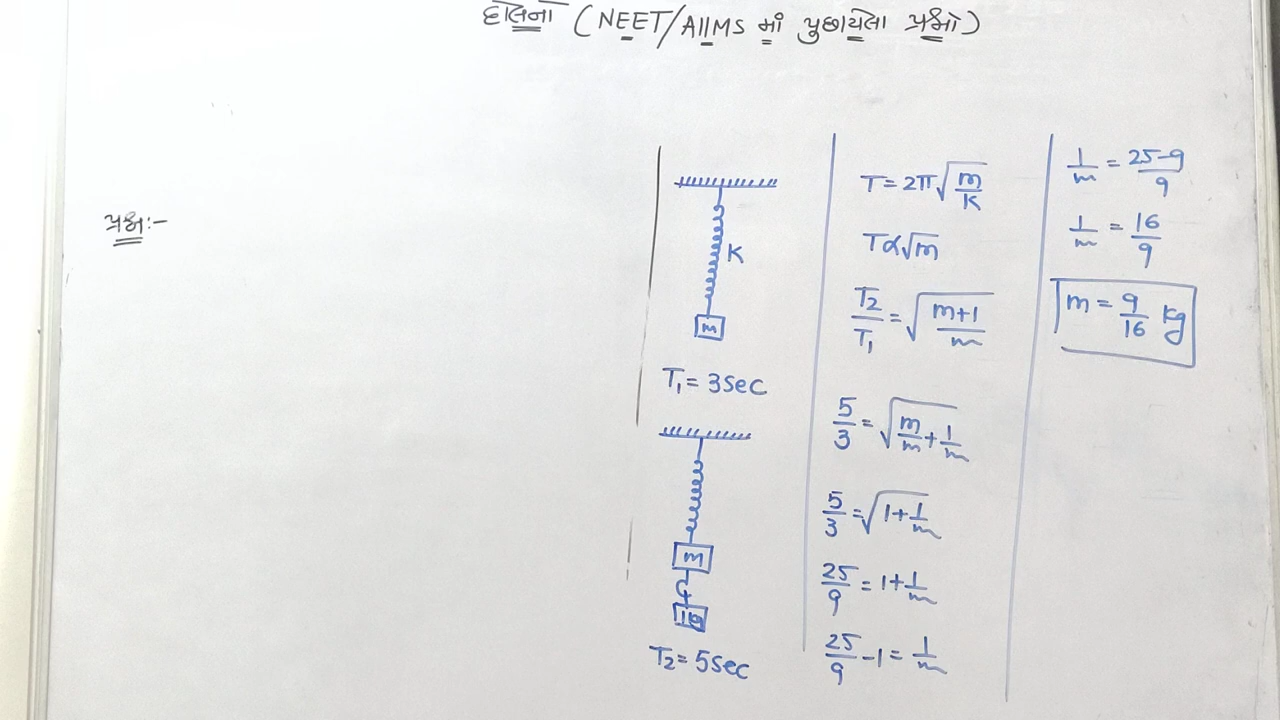 દોલનો (NEET/AIIMS માં પુછાયેલા પ્રશ્નો)
પ્રશ્ન:-
K
m
T₁ = 3sec
m
T₂ = 5sec
T = 2π√(m/K)
T α √m
T₂/T₁ = √((m+1)/m)
5/3 = √(m/m + 1/m)
5/3 = √(1 + 1/m)
25/9 = 1 + 1/m
25/9 - 1 = 1/m
1/m = (25-9)/9
1/m = 16/9
m = 9/16 kg